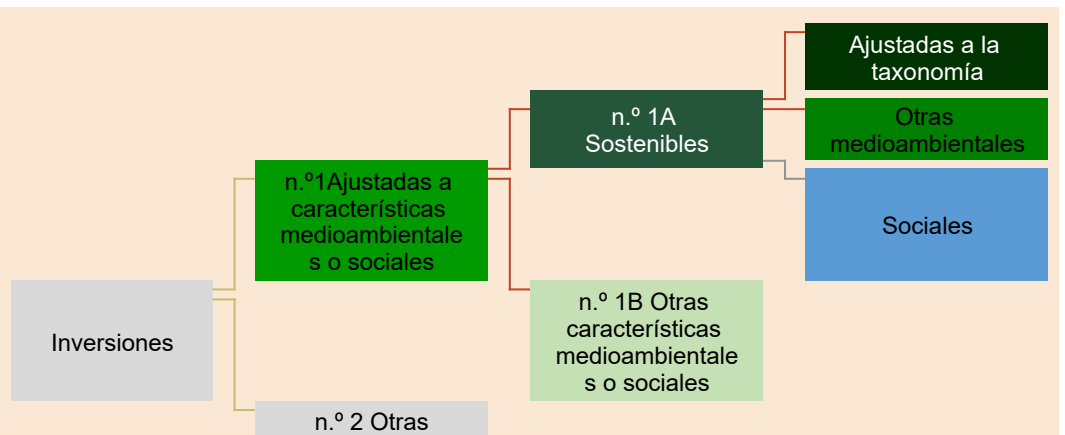 Ajustadas a la
taxonomía
n.º 1A
Sostenibles
Otras
medioambientales
n.º1Ajustadas a
características
medioambientale
s o sociales
Sociales
Inversiones
n.º 1B Otras
características
medioambientale
s o sociales
n.º 2 Otras